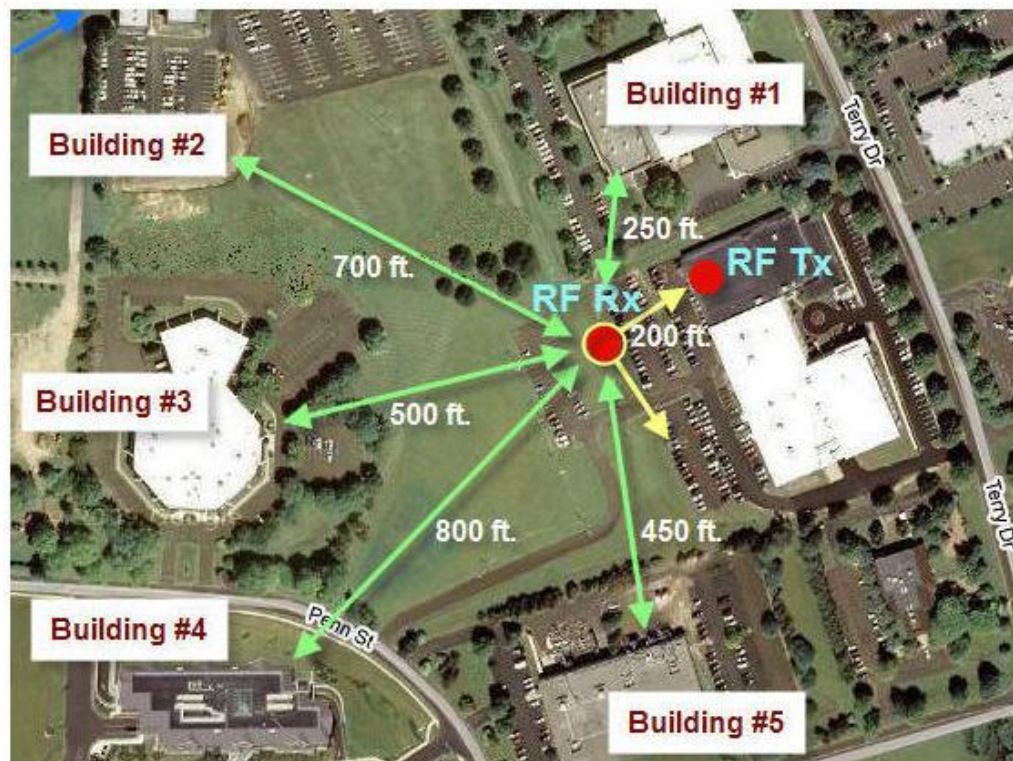 Building #1
Terry Dr
Building #2
250 ft.
700 ft.
RF Tx
RF Rx
200 ft.
Building #3
500 ft.
800 ft.
450 ft.
Terry Dr
Building #4
Penn St
Building #5